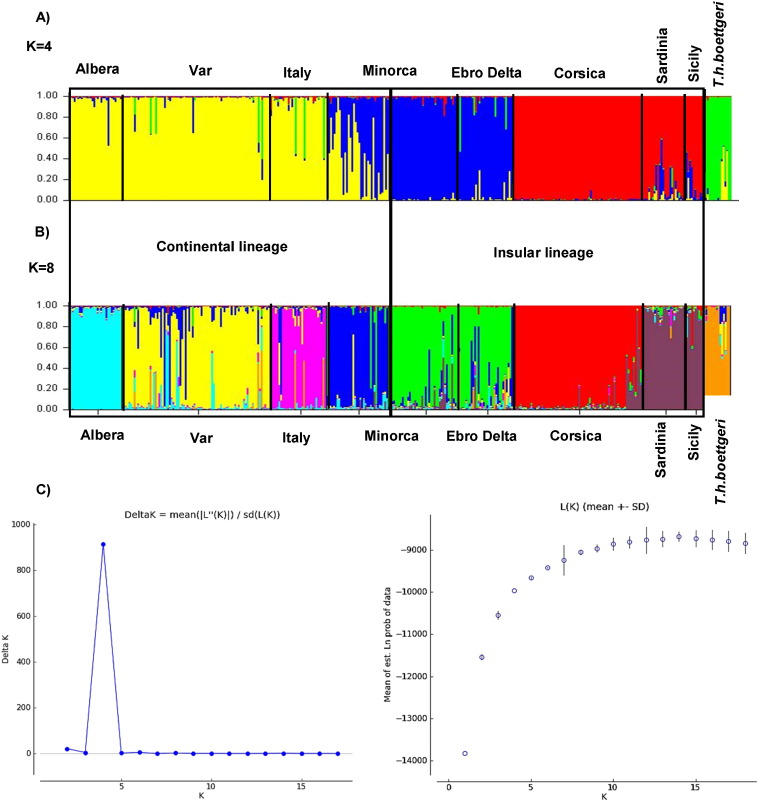 A)
K=4
Albera Var Italy Minorca Ebro Delta Corsica Sardinia Sicily T.h.boettgeri
1.00
0.80
0.60
0.40
0.20
0.00
B)
K=8
Continental lineage Insular lineage
1.00
0.80
0.60
0.40
0.20
0.00
Albera Var Italy Minorca Ebro Delta Corsica Sardinia Sicily T.h.boettgeri
C)
DeltaK = mean(|L''(K)|) / sd(L(K))
1000
800
600
400
200
0
Delta K
5 10 15
K
L(K) (mean +- SD)
−9000
−10000
−11000
−12000
−13000
−14000
Mean of est. Ln prob of data
0 5 10 15
K